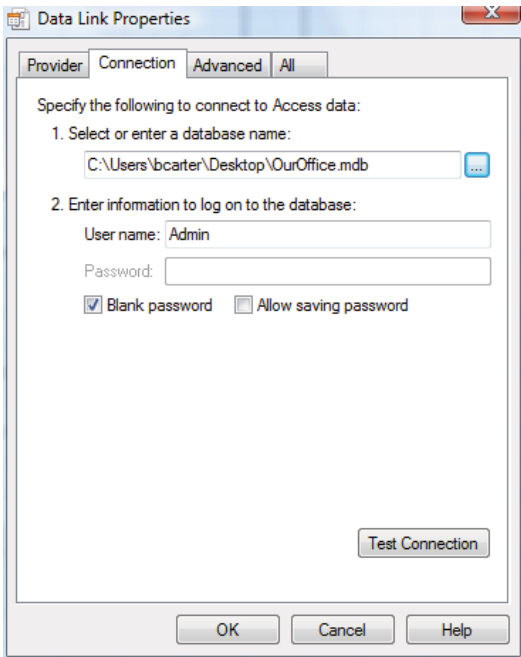 Data Link Properties
Provider Connection Advanced All
Specify the following to connect to Access data:
1. Select or enter a database name:
C:\Users\bcarter\Desktop\OurOffice.mdb ...
2. Enter information to log on to the database:
User name: Admin
Password:
Blank password Allow saving password
Test Connection
OK Cancel Help